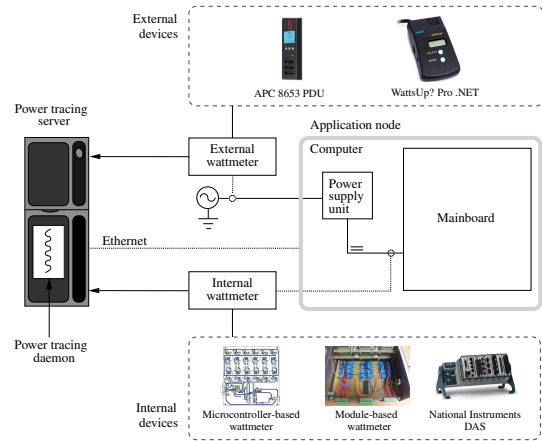 External
devices
APC 8653 PDU
WattsUp? Pro .NET
Power tracing
server
Application node
External
wattmeter
Computer
Power
supply
unit
Mainboard
Ethernet
Internal
wattmeter
Power tracing
daemon
Internal
devices
Microcontroller-based
wattmeter
Module-based
wattmeter
National Instruments
DAS